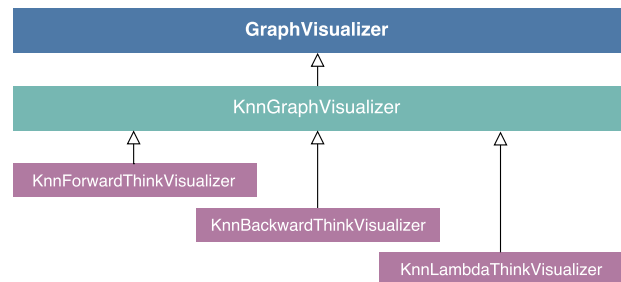 GraphVisualizer
KnnGraphVisualizer
KnnForwardThinkVisualizer
KnnBackwardThinkVisualizer
KnnLambdaThinkVisualizer